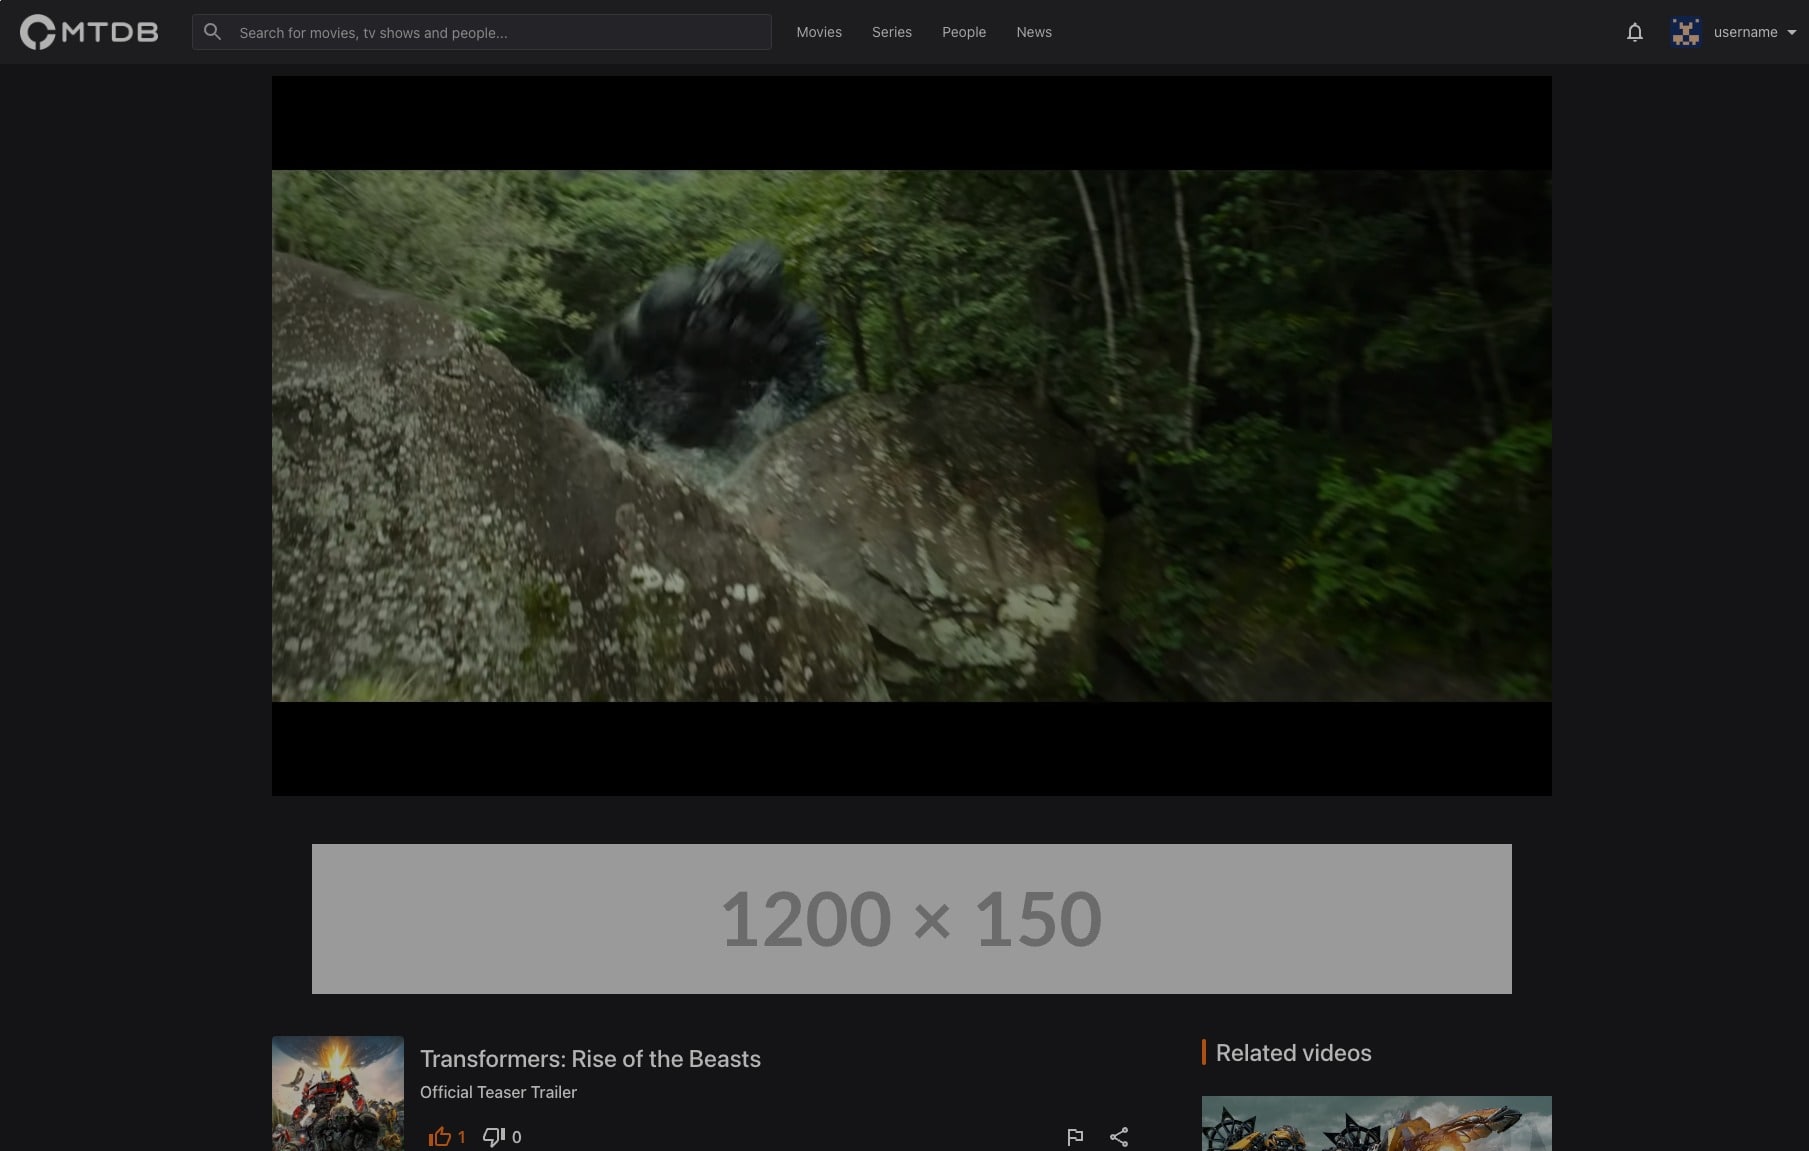 MTDB
Search for movies, tv shows and people...
Movies
Series
People
News
username
1200 × 150
Transformers: Rise of the Beasts
Official Teaser Trailer
1
0
Related videos